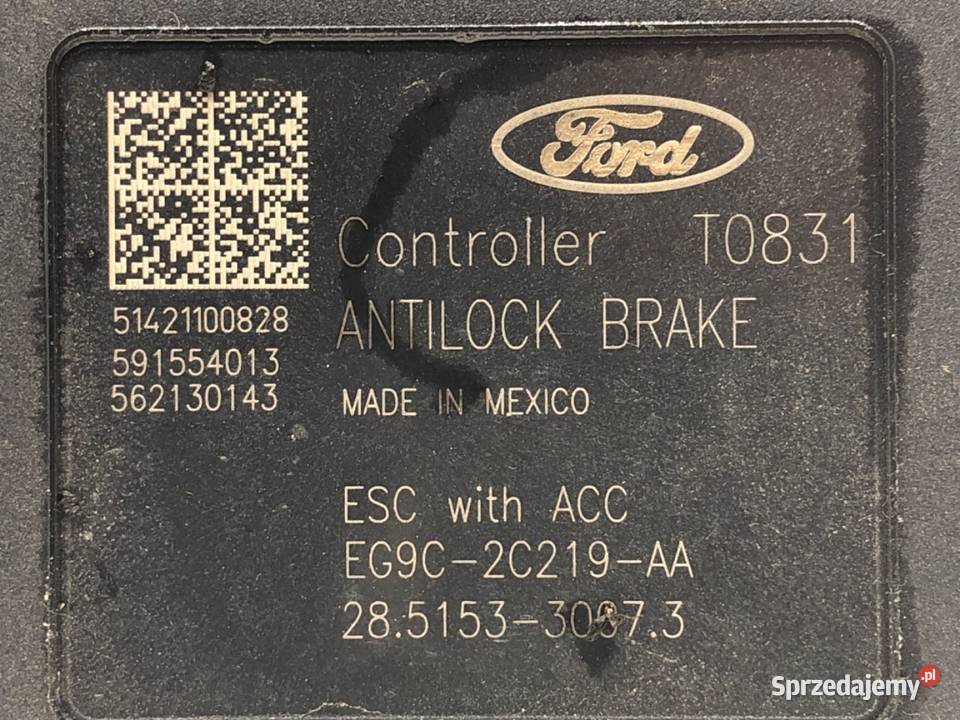 Ford
Controller T0831
ANTILOCK BRAKE
51421100828
591554013
562130143
MADE IN MEXICO
ESC with ACC
EG9C-2C219-AA
Sprzedajemy.pl